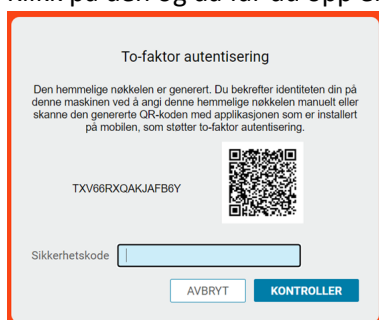 To-faktor autentisering
Den hemmelige nøkkelen er generert. Du bekrefter identiteten din på
denne maskinen ved å angi denne hemmelige nøkkelen manuelt eller
skanne den genererte QR-koden med applikasjonen som er installert
på mobilen, som støtter to-faktor autentisering.
TXV66RXQAKJAFB6Y
Sikkerhetskode
AVBRYT KONTROLLER